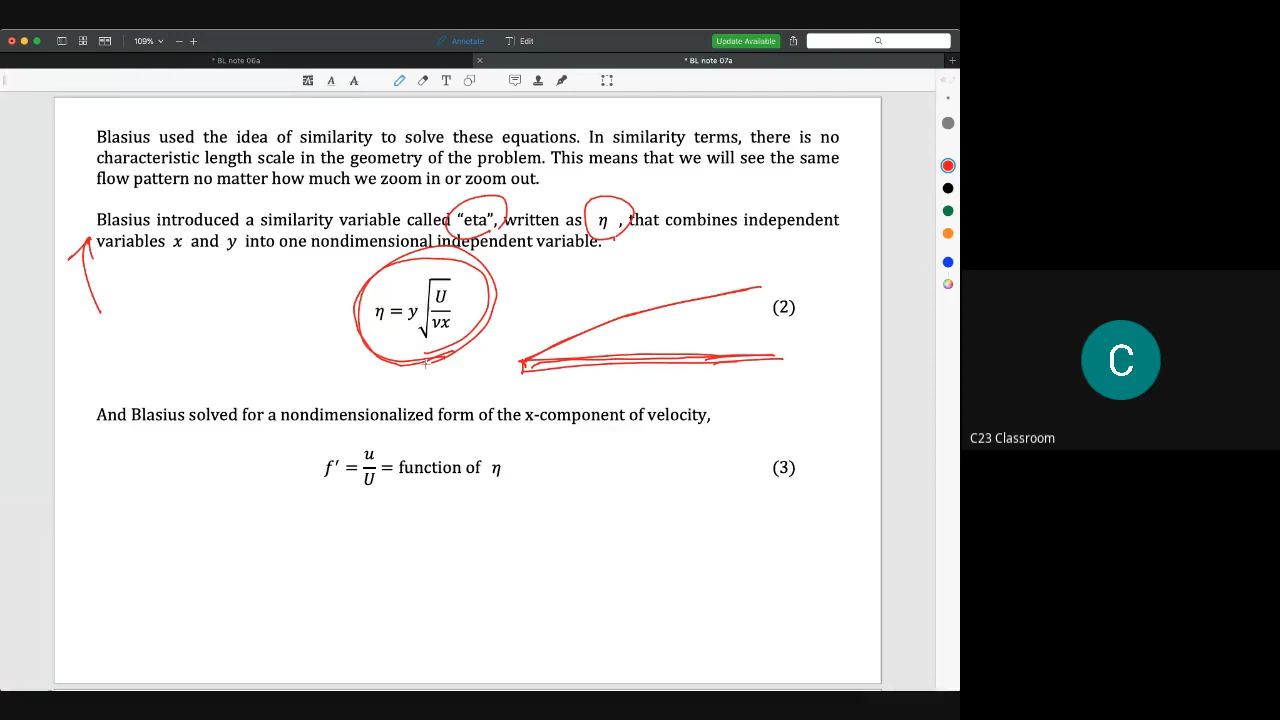 109%
Annotate
Edit
Update Available
* BL note 06a
* BL note 07a
Blasius used the idea of similarity to solve these equations. In similarity terms, there is no
characteristic length scale in the geometry of the problem. This means that we will see the same
flow pattern no matter how much we zoom in or zoom out.
Blasius introduced a similarity variable called “eta”, written as η , that combines independent
variables x and y into one nondimensional independent variable.
η = y√(U/νx) (2)
And Blasius solved for a nondimensionalized form of the x-component of velocity,
f′ = u/U = function of η (3)
C
C23 Classroom